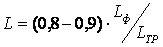 L = (0,8–0,9) · Lф/LТР